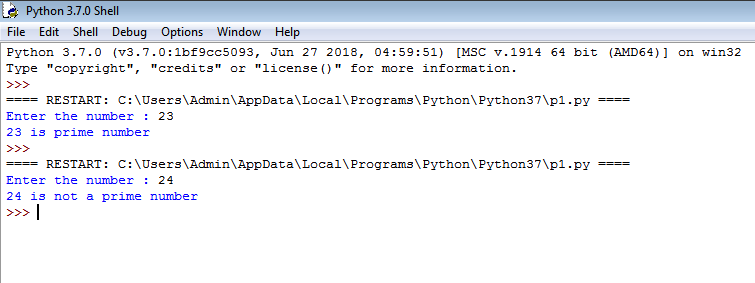 Python 3.7.0 Shell
File Edit Shell Debug Options Window Help
Python 3.7.0 (v3.7.0:1bf9cc5093, Jun 27 2018, 04:59:51) [MSC v.1914 64 bit (AMD64)] on win32
Type "copyright", "credits" or "license()" for more information.
>>>
==== RESTART: C:\Users\Admin\AppData\Local\Programs\Python\Python37\p1.py ====
Enter the number : 23
23 is prime number
>>>
==== RESTART: C:\Users\Admin\AppData\Local\Programs\Python\Python37\p1.py ====
Enter the number : 24
24 is not a prime number
>>>